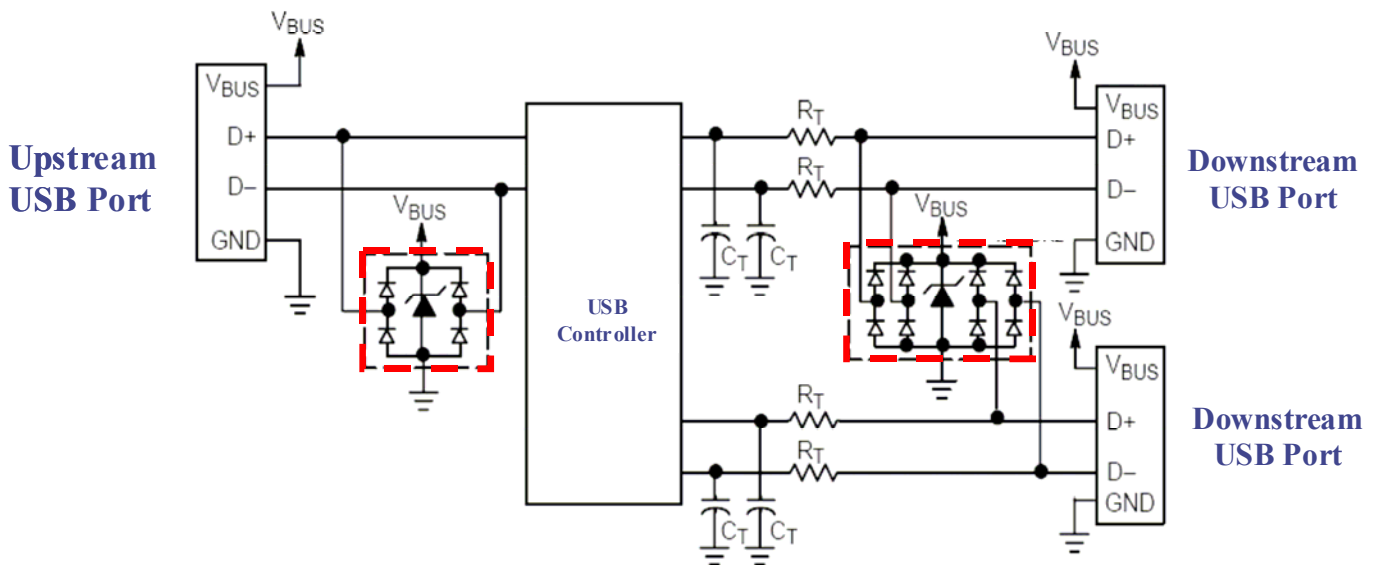 VBUS
VBUS
D+
D−
GND
Upstream
USB Port
VBUS
USB
Controller
RT
RT
CT
CT
VBUS
VBUS
VBUS
D+
D−
GND
Downstream
USB Port
RT
RT
CT
CT
VBUS
VBUS
D+
D−
GND
Downstream
USB Port